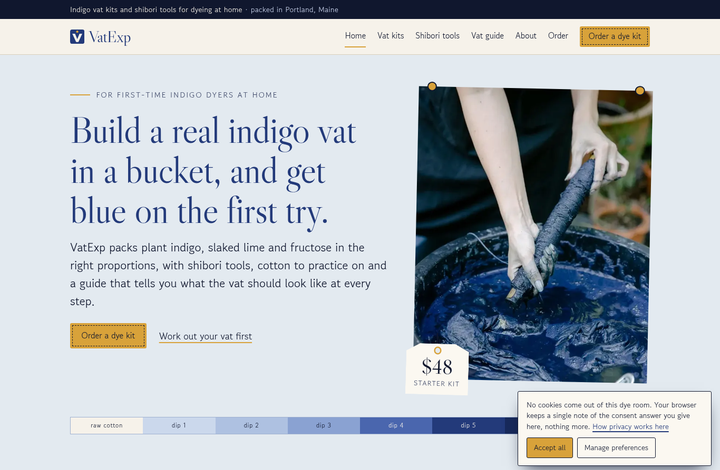 Indigo vat kits and shibori tools for dyeing at home · packed in Portland, Maine
VatExp
Home Vat kits Shibori tools Vat guide About Order Order a dye kit
FOR FIRST-TIME INDIGO DYERS AT HOME
Build a real indigo vat
in a bucket, and get
blue on the first try.
VatExp packs plant indigo, slaked lime and fructose in the
right proportions, with shibori tools, cotton to practice on and
a guide that tells you what the vat should look like at every
step.
Order a dye kit Work out your vat first
$48
STARTER KIT
raw cotton dip 1 dip 2 dip 3 dip 4 dip 5
No cookies come out of this dye room. Your browser
keeps a single note of the consent answer you give
here, nothing more. How privacy works here
Accept all Manage preferences